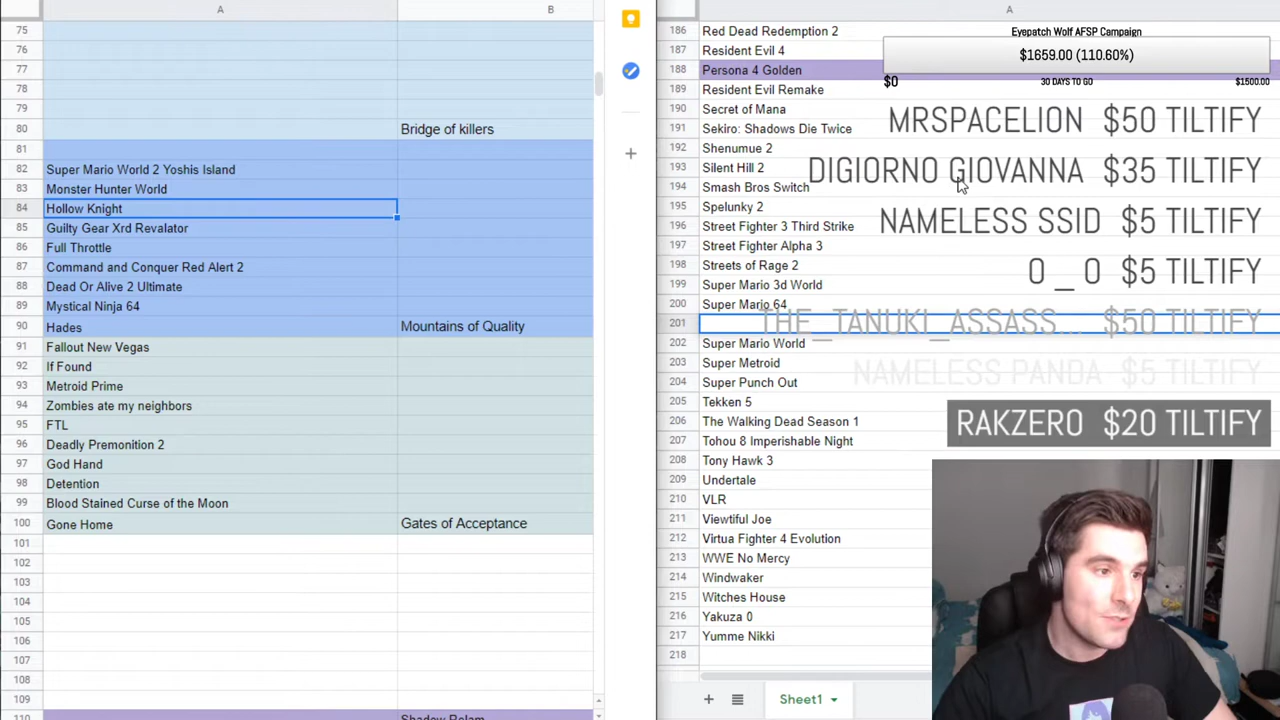 A
B
75
76
77
78
79
80 Bridge of killers
81
82 Super Mario World 2 Yoshis Island
83 Monster Hunter World
84 Hollow Knight
85 Guilty Gear Xrd Revalator
86 Full Throttle
87 Command and Conquer Red Alert 2
88 Dead Or Alive 2 Ultimate
89 Mystical Ninja 64
90 Hades Mountains of Quality
91 Fallout New Vegas
92 If Found
93 Metroid Prime
94 Zombies ate my neighbors
95 FTL
96 Deadly Premonition 2
97 God Hand
98 Detention
99 Blood Stained Curse of the Moon
100 Gone Home Gates of Acceptance
101
102
103
104
105
106
107
108
109
110 Shadow Relam
A
186 Red Dead Redemption 2
187 Resident Evil 4
188 Persona 4 Golden
189 Resident Evil Remake
190 Secret of Mana
191 Sekiro: Shadows Die Twice
192 Shenumue 2
193 Silent Hill 2
194 Smash Bros Switch
195 Spelunky 2
196 Street Fighter 3 Third Strike
197 Street Fighter Alpha 3
198 Streets of Rage 2
199 Super Mario 3d World
200 Super Mario 64
201
202 Super Mario World
203 Super Metroid
204 Super Punch Out
205 Tekken 5
206 The Walking Dead Season 1
207 Tohou 8 Imperishable Night
208 Tony Hawk 3
209 Undertale
210 VLR
211 Viewtiful Joe
212 Virtua Fighter 4 Evolution
213 WWE No Mercy
214 Windwaker
215 Witches House
216 Yakuza 0
217 Yumme Nikki
218
Sheet1
Eyepatch Wolf AFSP Campaign
$1659.00 (110.60%)
$0 30 DAYS TO GO $1500.00
MRSPACELION $50 TILTIFY
DIGIORNO GIOVANNA $35 TILTIFY
NAMELESS SSID $5 TILTIFY
O _ O $5 TILTIFY
THE_TANUKI_ASSASS... $50 TILTIFY
NAMELESS PANDA $5 TILTIFY
RAKZERO $20 TILTIFY